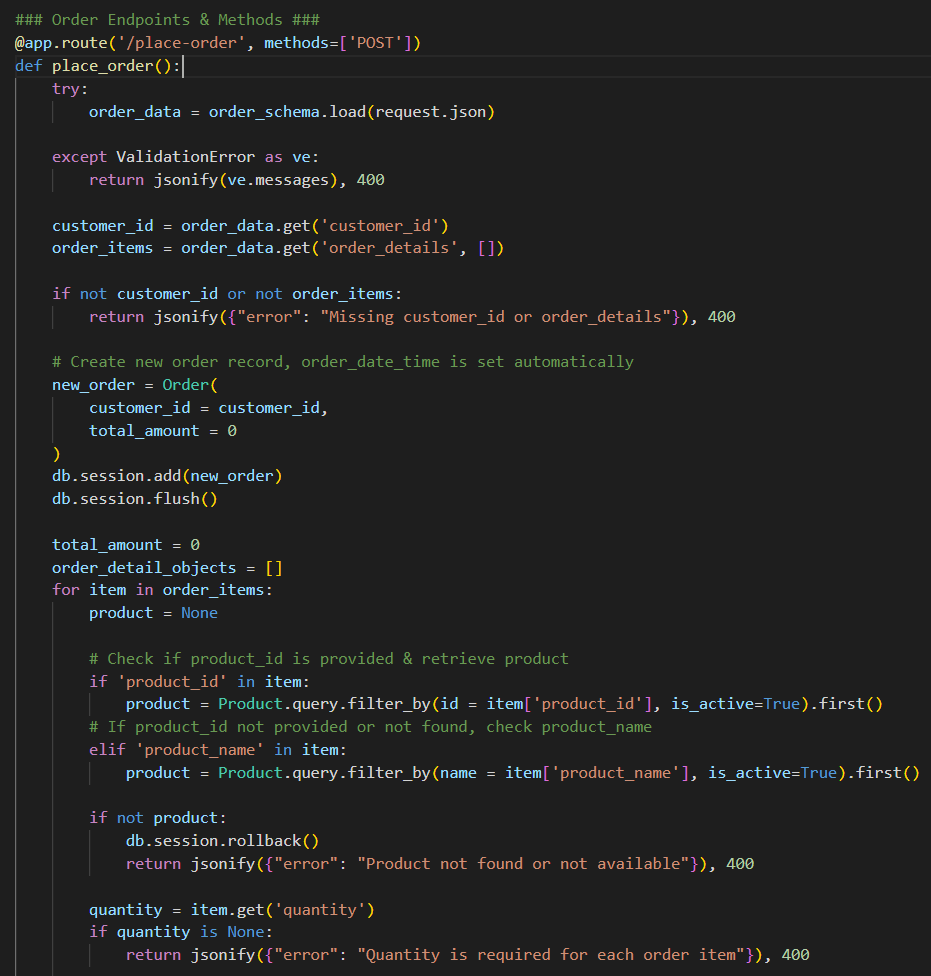 ### Order Endpoints & Methods ###
@app.route('/place-order', methods=['POST'])
def place_order():
    try:
        order_data = order_schema.load(request.json)

    except ValidationError as ve:
        return jsonify(ve.messages), 400

    customer_id = order_data.get('customer_id')
    order_items = order_data.get('order_details', [])

    if not customer_id or not order_items:
        return jsonify({"error": "Missing customer_id or order_details"}), 400

    # Create new order record, order_date_time is set automatically
    new_order = Order(
        customer_id = customer_id,
        total_amount = 0
    )
    db.session.add(new_order)
    db.session.flush()

    total_amount = 0
    order_detail_objects = []
    for item in order_items:
        product = None

        # Check if product_id is provided & retrieve product
        if 'product_id' in item:
            product = Product.query.filter_by(id = item['product_id'], is_active=True).first()
        # If product_id not provided or not found, check product_name
        elif 'product_name' in item:
            product = Product.query.filter_by(name = item['product_name'], is_active=True).first()

        if not product:
            db.session.rollback()
            return jsonify({"error": "Product not found or not available"}), 400

        quantity = item.get('quantity')
        if quantity is None:
            return jsonify({"error": "Quantity is required for each order item"}), 400